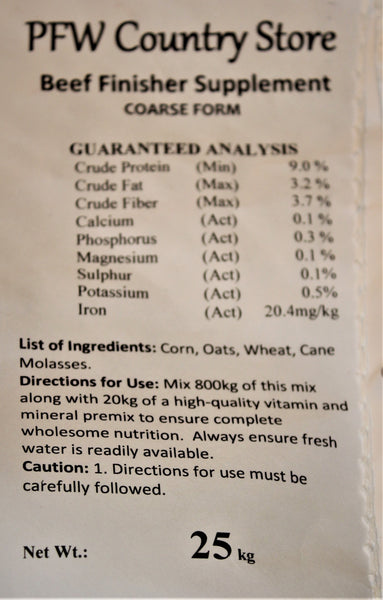 PFW Country Store
Beef Finisher Supplement
COARSE FORM
GUARANTEED ANALYSIS
Crude Protein (Min) 9.0 %
Crude Fat (Max) 3.2 %
Crude Fiber (Max) 3.7 %
Calcium (Act) 0.1 %
Phosphorus (Act) 0.3 %
Magnesium (Act) 0.1 %
Sulphur (Act) 0.1%
Potassium (Act) 0.5%
Iron (Act) 20.4mg/kg
List of Ingredients: Corn, Oats, Wheat, Cane
Molasses.
Directions for Use: Mix 800kg of this mix
along with 20kg of a high-quality vitamin and
mineral premix to ensure complete
wholesome nutrition. Always ensure fresh
water is readily available.
Caution: 1. Directions for use must be
carefully followed.
Net Wt.: 25 kg